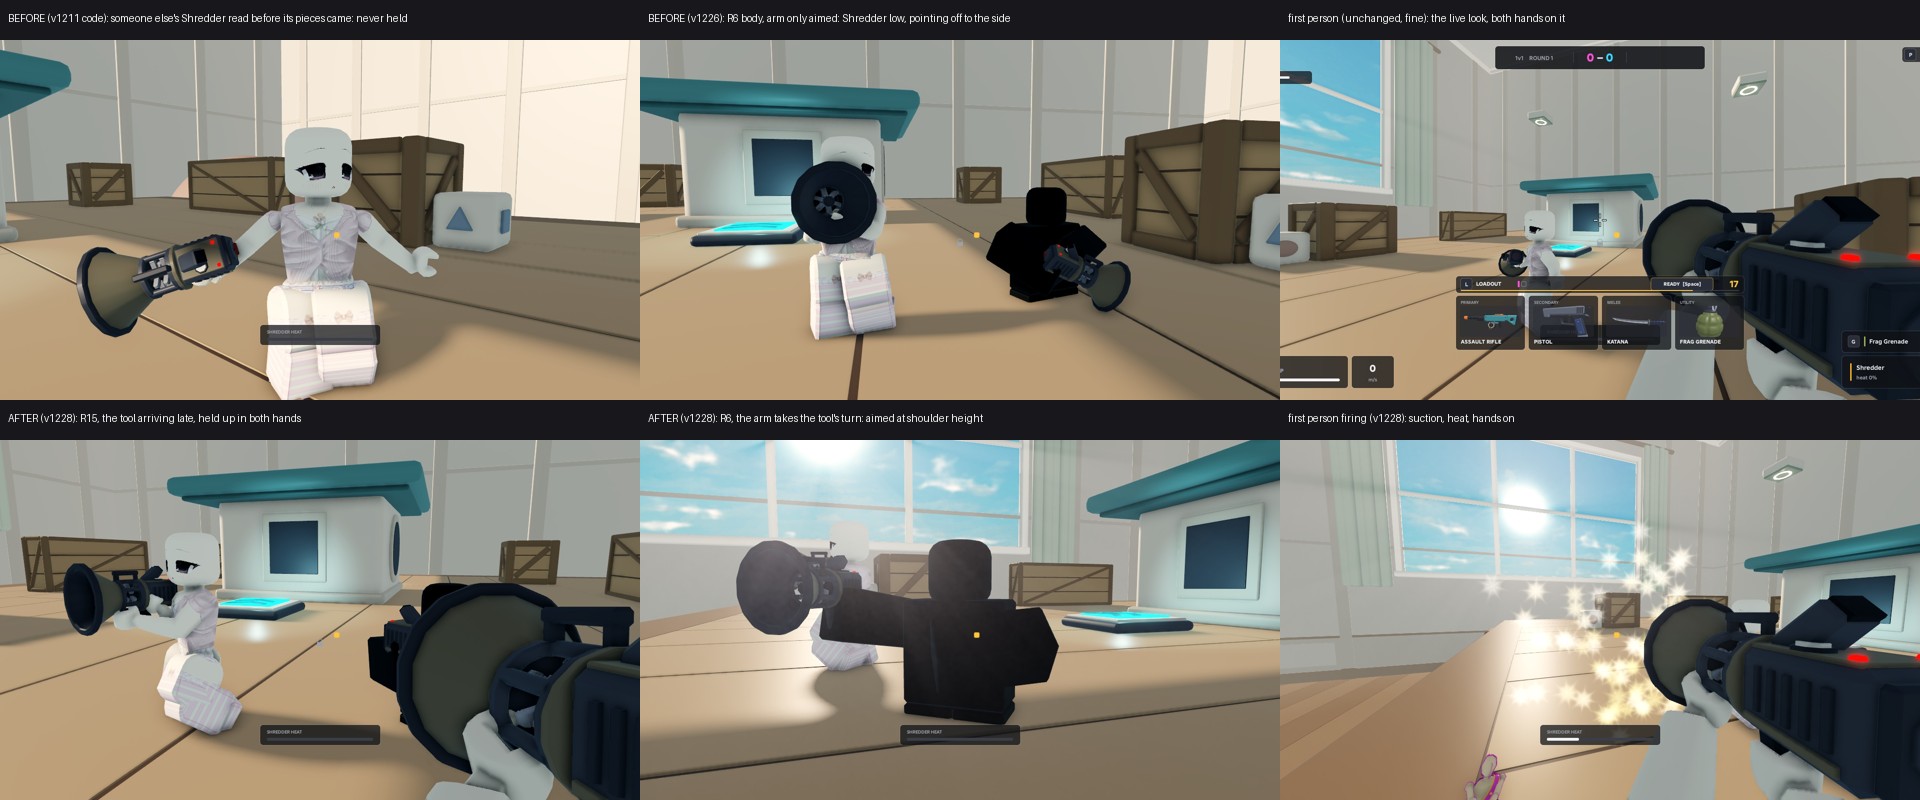 BEFORE (v1211 code): someone else's Shredder read before its pieces came: never held
BEFORE (v1226): R6 body, arm only aimed: Shredder low, pointing off to the side
first person (unchanged, fine): the live look, both hands on it
SHREDDER HEAT
1v1 ROUND 1 0 – 0
P
L LOADOUT
READY [Space] 17
PRIMARY SECONDARY MELEE UTILITY
ASSAULT RIFLE PISTOL KATANA FRAG GRENADE
G Frag Grenade
0
m/s
Shredder
heat 0%
AFTER (v1228): R15, the tool arriving late, held up in both hands
AFTER (v1228): R6, the arm takes the tool's turn: aimed at shoulder height
first person firing (v1228): suction, heat, hands on
SHREDDER HEAT
SHREDDER HEAT
SHREDDER HEAT